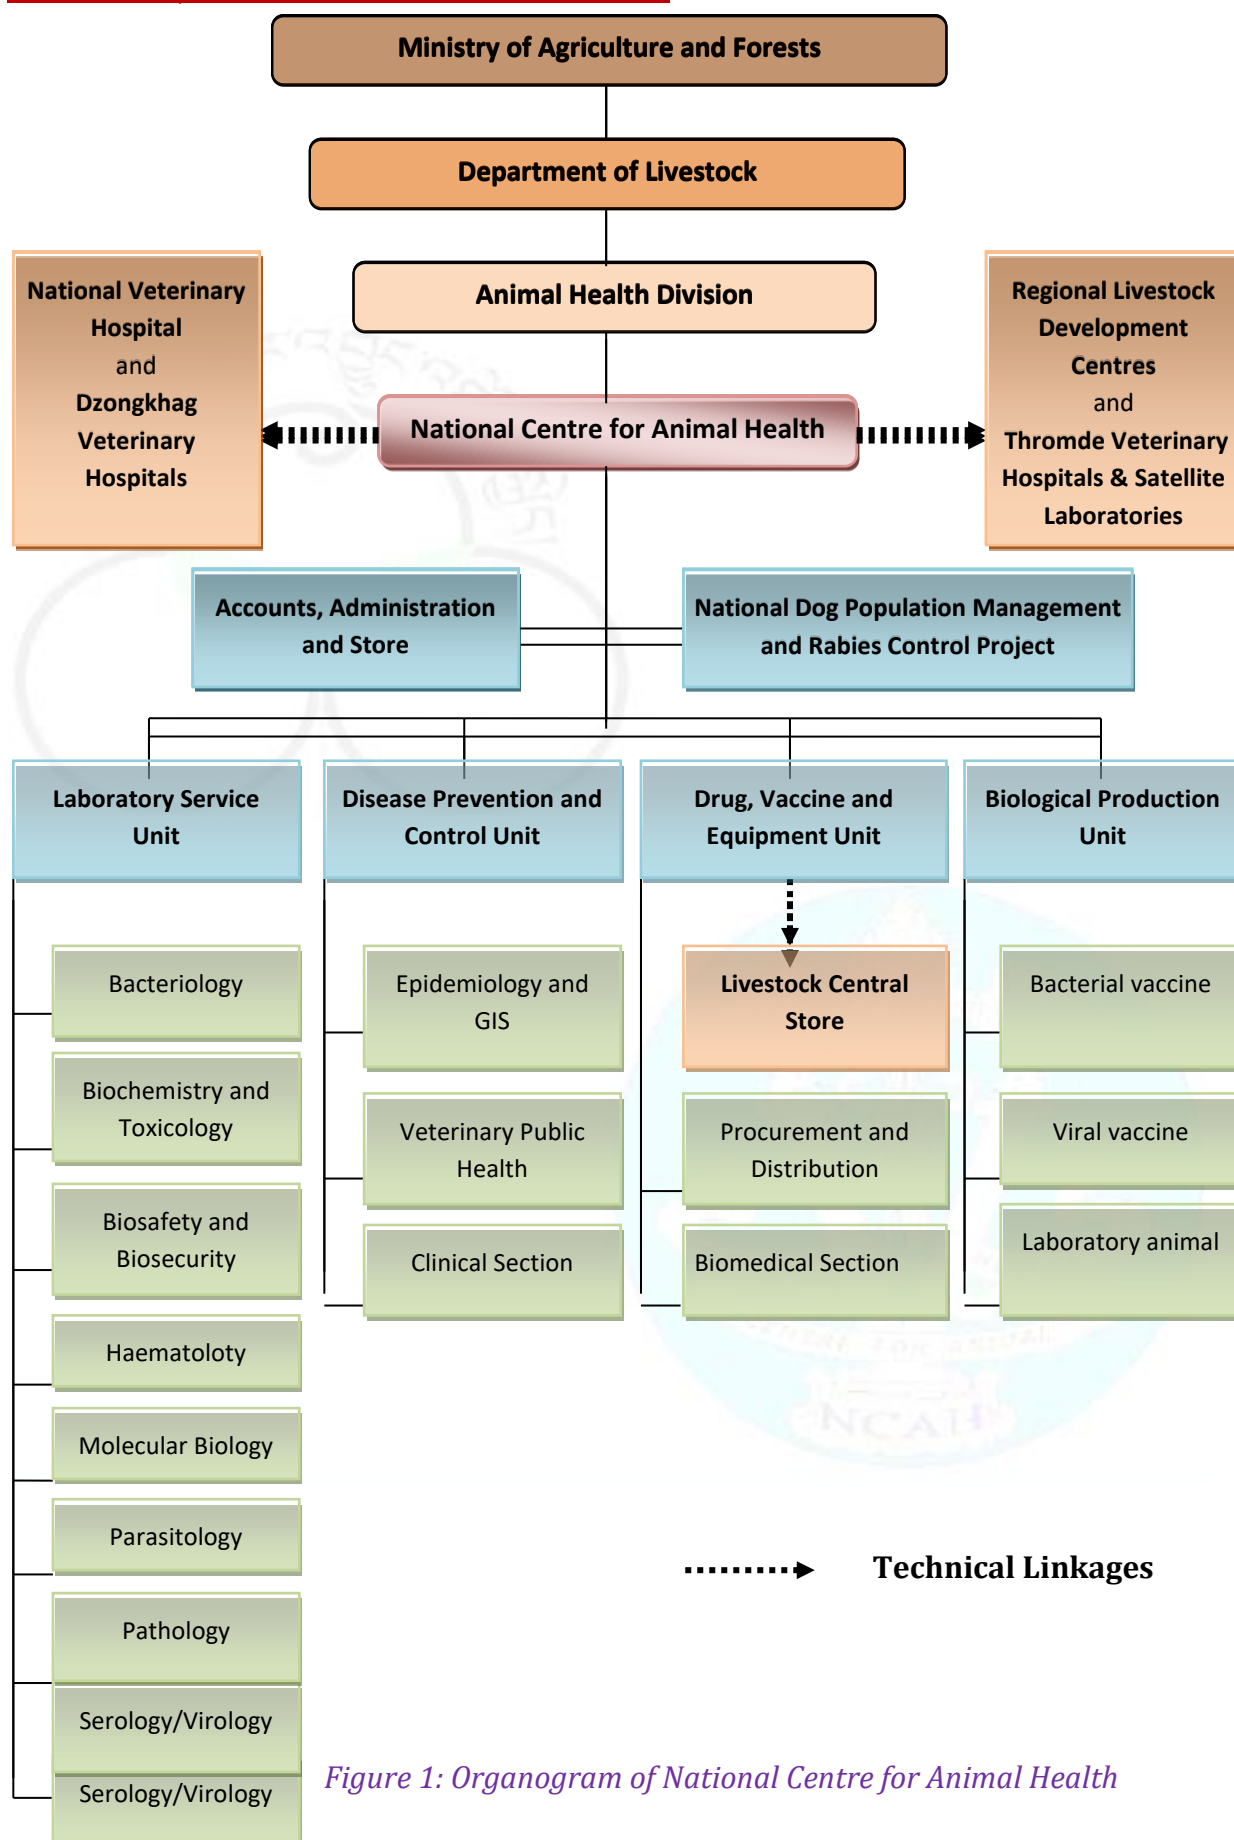 Ministry of Agriculture and Forests
Department of Livestock
Animal Health Division
National Veterinary
Hospital
and
Dzongkhag
Veterinary
Hospitals
National Centre for Animal Health
Regional Livestock
Development
Centres
and
Thromde Veterinary
Hospitals & Satellite
Laboratories
Accounts, Administration
and Store
National Dog Population Management
and Rabies Control Project
Laboratory Service
Unit
Disease Prevention and
Control Unit
Drug, Vaccine and
Equipment Unit
Biological Production
Unit
Bacteriology
Biochemistry and
Toxicology
Biosafety and
Biosecurity
Haematoloty
Molecular Biology
Parasitology
Pathology
Serology/Virology
Serology/Virology
Epidemiology and
GIS
Veterinary Public
Health
Clinical Section
Livestock Central
Store
Procurement and
Distribution
Biomedical Section
Bacterial vaccine
Viral vaccine
Laboratory animal
NCAH
Technical Linkages
Figure 1: Organogram of National Centre for Animal Health